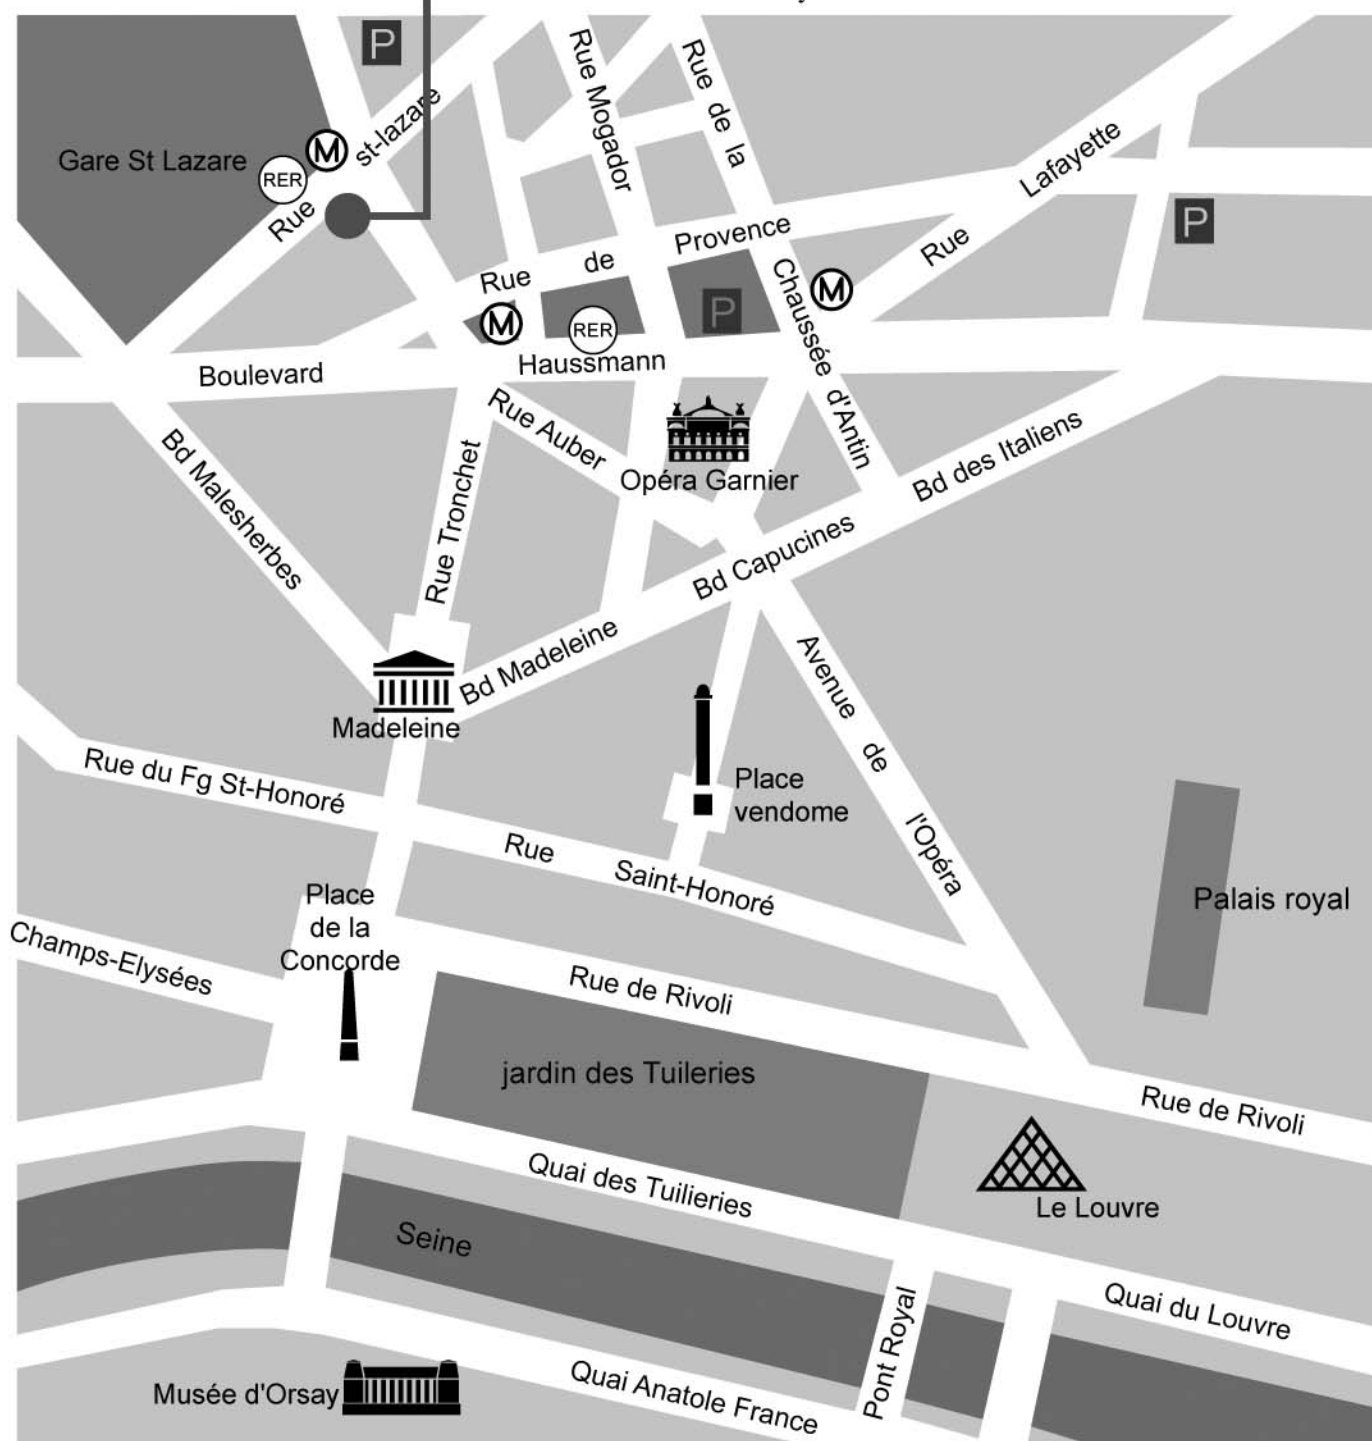 P
Rue Mogador
Rue de la
Chaussée d'Antin
Gare St Lazare
M
RER
Rue
st-lazare
Lafayette
Rue
P
Rue de Provence
M
M
RER
P
Boulevard
Haussmann
Rue Auber
Opéra Garnier
Bd des Italiens
Bd Malesherbes
Rue Tronchet
Bd Capucines
Bd Madeleine
Madeleine
Avenue de l'Opéra
Rue du Fg St-Honoré
Place
vendome
Rue Saint-Honoré
Palais royal
Place
de la
Concorde
Champs-Elysées
Rue de Rivoli
jardin des Tuileries
Rue de Rivoli
Le Louvre
Quai des Tuilieries
Seine
Quai du Louvre
Pont Royal
Musée d'Orsay
Quai Anatole France